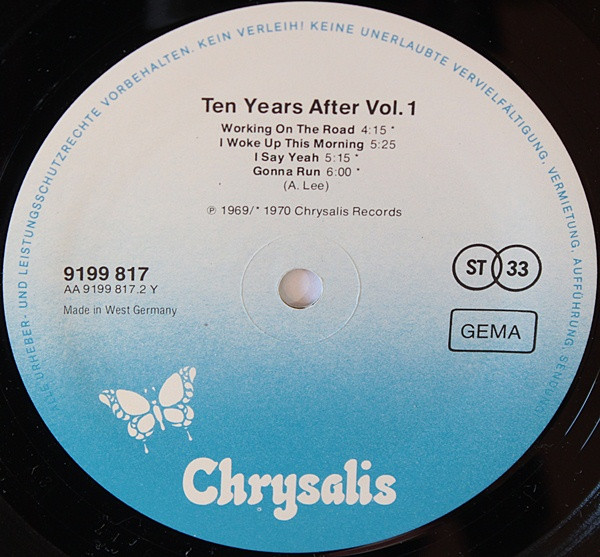 ALLE URHEBER- UND LEISTUNGSSCHUTZRECHTE VORBEHALTEN. KEIN VERLEIH! KEINE UNERLAUBTE VERVIELFÄLTIGUNG, VERMIETUNG, AUFFÜHRUNG, SENDUNG!
Ten Years After Vol. 1
Working On The Road 4:15 *
I Woke Up This Morning 5:25
I Say Yeah 5:15 *
Gonna Run 6:00 *
(A. Lee)
℗ 1969/* 1970 Chrysalis Records
9199 817
AA 9199 817.2 Y
Made in West Germany
ST 33
GEMA
Chrysalis